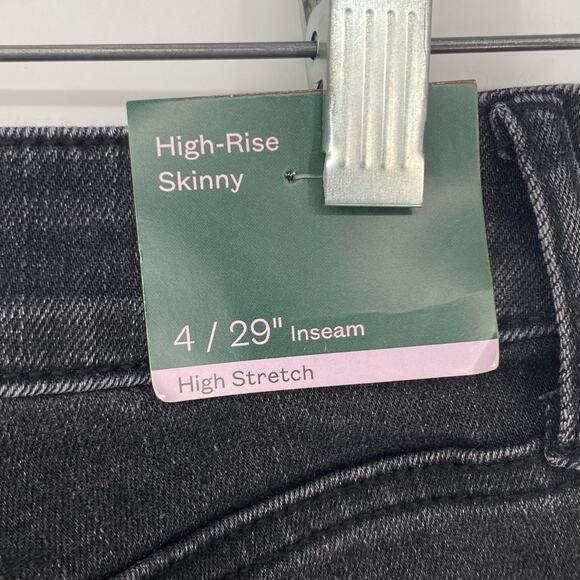 High-Rise
Skinny
4 / 29" Inseam
High Stretch